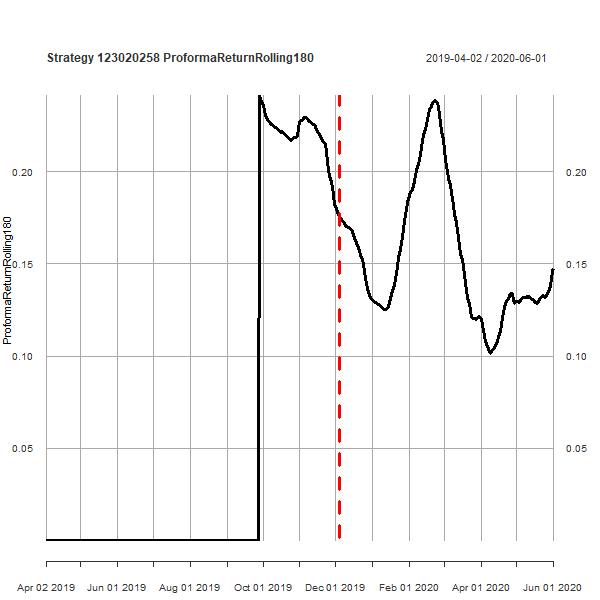 Strategy 123020258 ProformaReturnRolling180
2019-04-02 / 2020-06-01
ProformaReturnRolling180
0.20
0.20
0.15
0.15
0.10
0.10
0.05
0.05
Apr 02 2019
Jun 01 2019
Aug 01 2019
Oct 01 2019
Dec 01 2019
Feb 01 2020
Apr 01 2020
Jun 01 2020